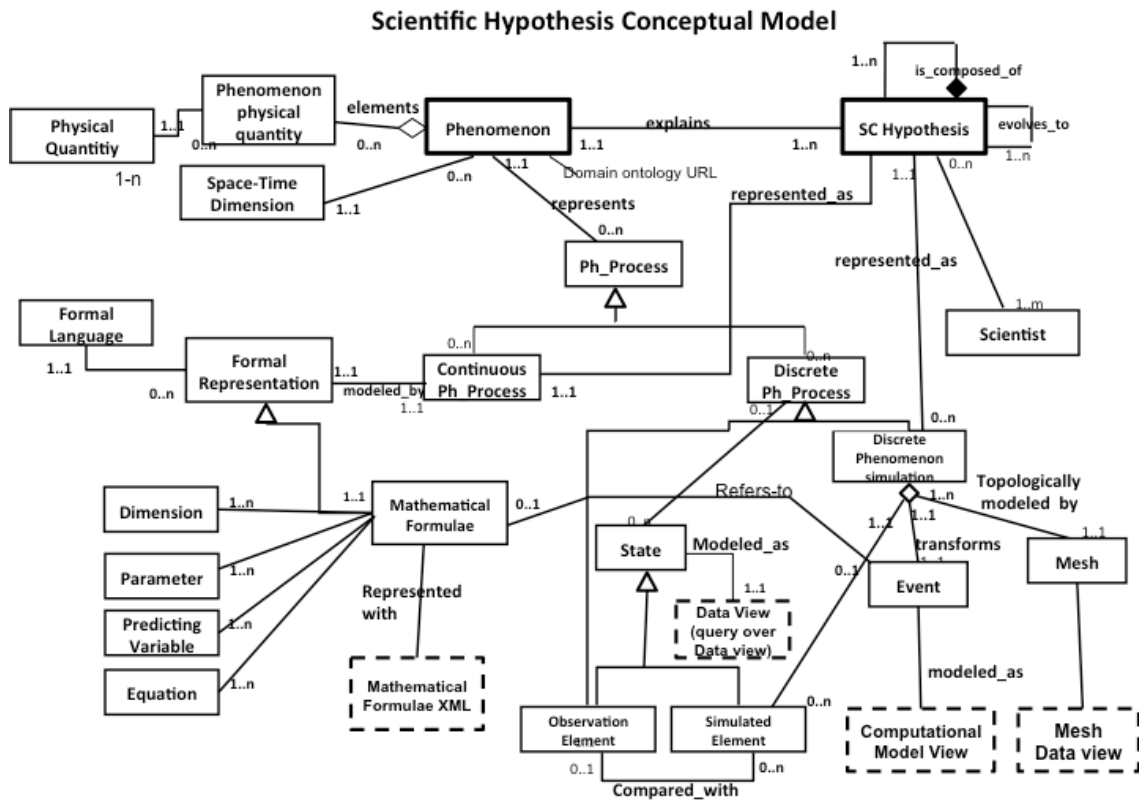 Scientific Hypothesis Conceptual Model
1..n
is_composed_of
Phenomenon
physical
quantity
elements
Physical
Quantitiy
1..1
0..n
0..n
Phenomenon
explains
1..1
1..n
SC Hypothesis
evolves_to
1..n
0..n
1..1
1-n
Space-Time
Dimension
1..1
0..n
1..1
Domain ontology URL
represents
0..n
represented_as
Ph_Process
represented_as
1..m
Scientist
Formal
Language
1..1
0..n
Formal
Representation
1..1
modeled_by
1..1
0..n
Continuous
Ph_Process
1..1
0..n
Discrete
Ph_Process
0..1
0..n
Discrete
Phenomenon
simulation
Topologically
modeled by
1..n
1..1
1..1
1..1
transforms
1..1
Refers-to
Dimension
1..n
1..1
Mathematical
Formulae
0..1
Parameter
1..n
Predicting
Variable
1..n
Equation
1..n
Represented
with
Mathematical
Formulae XML
0..n
State
Modeled_as
1..1
Data View
(query over
Data view)
0..1
Event
Mesh
modeled_as
Observation
Element
Simulated
Element
0..n
0..1
0..n
Compared_with
Computational
Model View
Mesh
Data view